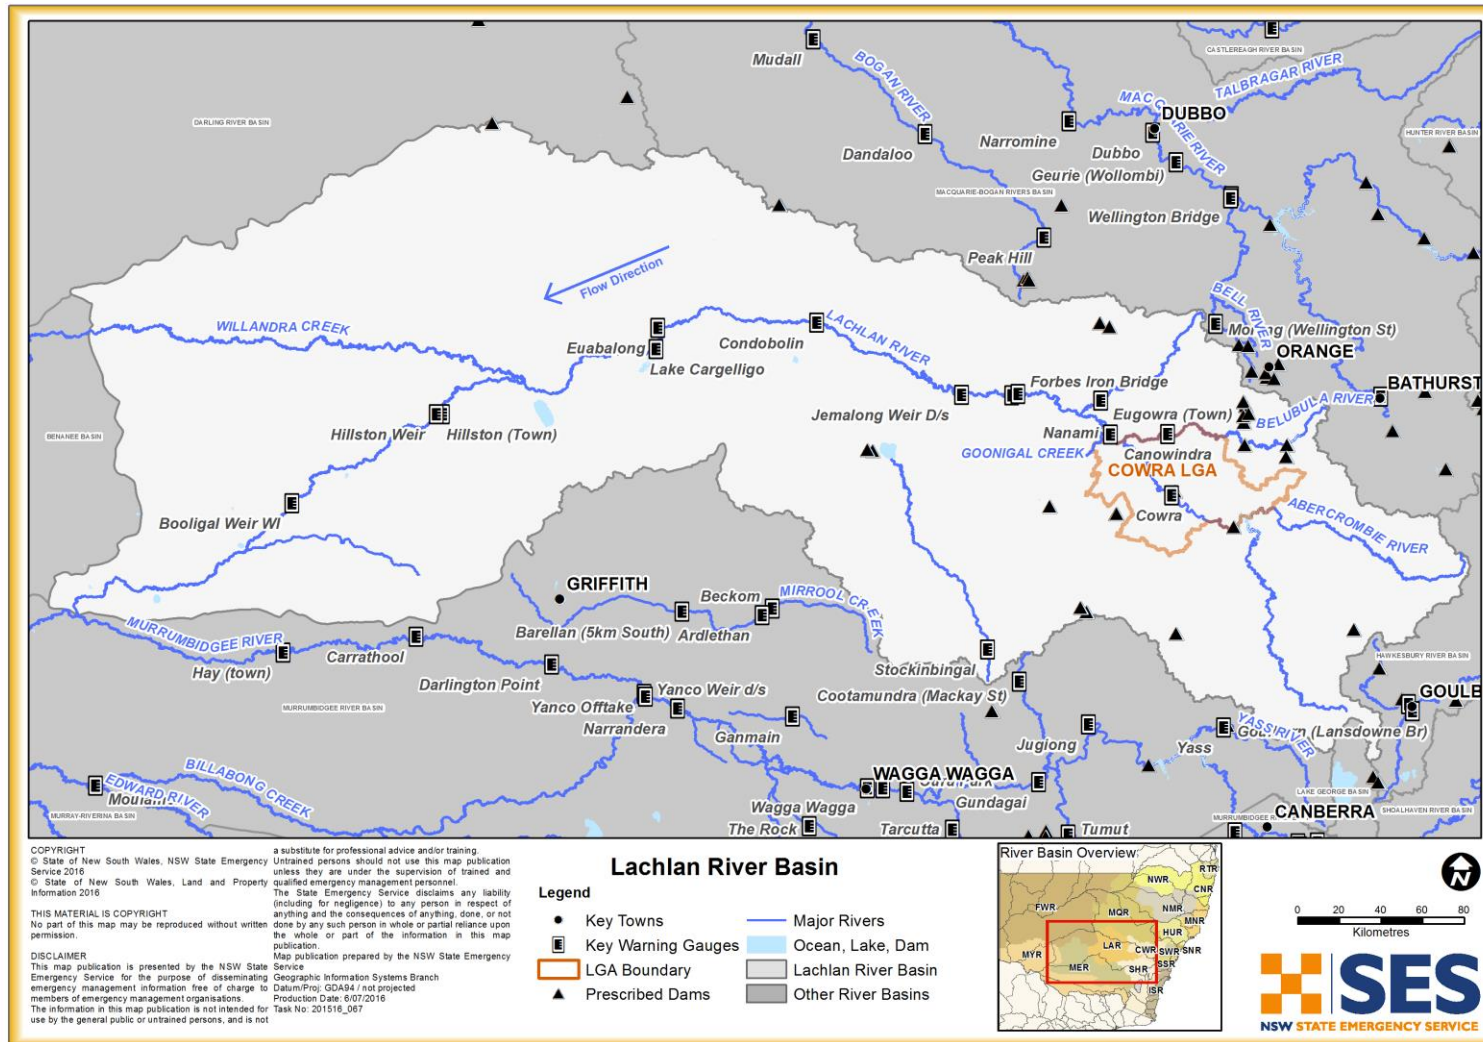 CASTLEREAGH RIVER BASIN
Mudall
BOGAN RIVER
TALBRAGAR RIVER
DARLING RIVER BASIN
MACQUARIE RIVER
DUBBO
HUNTER RIVER BASIN
Narromine
Dandaloo
Dubbo
Geurie (Wollombi)
MACQUARIE-BOGAN RIVERS BASIN
Wellington Bridge
Peak Hill
Flow Direction
BELL RIVER
WILLANDRA CREEK
LACHLAN RIVER
Molong (Wellington St)
Euabalong
Condobolin
ORANGE
Lake Cargelligo
Forbes Iron Bridge
BATHURST
Jemalong Weir D/s
Eugowra (Town)
BELUBULA RIVER
Hillston Weir
Hillston (Town)
Nanami
BENANEE BASIN
GOONIGAL CREEK
Canowindra
COWRA LGA
Booligal Weir WI
Cowra
ABERCROMBIE RIVER
GRIFFITH
Beckom
MIRROOL CREEK
MURRUMBIDGEE RIVER
Barellan (5km South)
Ardlethan
Carrathool
Hay (town)
Stockinbingal
HAWKESBURY RIVER BASIN
Darlington Point
Yanco Weir d/s
Cootamundra (Mackay St)
GOULB
MURRUMBIDGEE RIVER BASIN
Yanco Offtake
Narrandera
Ganmain
Jugiong
Yass
YASS RIVER
(Lansdowne Br)
BILLABONG CREEK
WAGGA WAGGA
EDWARD RIVER
Gundagai
LAKE GEORGE BASIN
MURRAY-RIVERINA BASIN
Wagga Wagga
CANBERRA
SHOALHAVEN RIVER BASIN
The Rock
Tarcutta
Tumut
COPYRIGHT
© State of New South Wales, NSW State Emergency
Service 2016
© State of New South Wales, Land and Property
Information 2016
THIS MATERIAL IS COPYRIGHT
No part of this map may be reproduced without written
permission.
DISCLAIMER
This map publication is presented by the NSW State
Emergency Service for the purpose of disseminating
emergency management information free of charge to
members of emergency management organisations.
The information in this map publication is not intended for
use by the general public or untrained persons, and is not
a substitute for professional advice and/or training.
Untrained persons should not use this map publication
unless they are under the supervision of trained and
qualified emergency management personnel.
The State Emergency Service disclaims any liability
(including for negligence) to any person in respect of
anything and the consequences of anything, done, or not
done by any such person in whole or partial reliance upon
the whole or part of the information in this map
publication.
Map publication prepared by the NSW State Emergency
Service
Geographic Information Systems Branch
Datum/Proj: GDA94 / not projected
Production Date: 6/07/2016
Task No: 201516_067
Lachlan River Basin
Legend
Key Towns
Key Warning Gauges
LGA Boundary
Prescribed Dams
Major Rivers
Ocean, Lake, Dam
Lachlan River Basin
Other River Basins
River Basin Overview:
RTR
NWR
CNR
FWR
MQR
NMR
MNR
HUR
LAR
MYR
CWR
SWR
SNR
MER
SHR
SSR
ISR
N
0 20 40 60 80
Kilometres
SES
NSW STATE EMERGENCY SERVICE